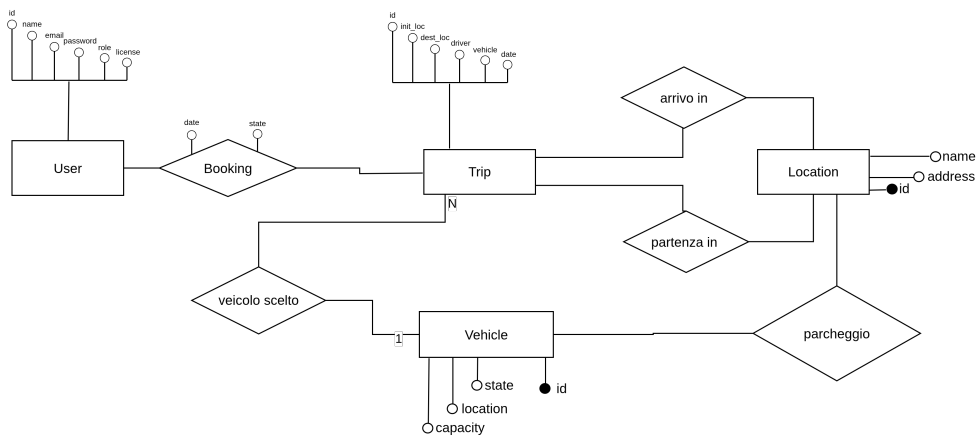 id
name
email
password
role
license
id
init_loc
dest_loc
driver
vehicle
date
date
state
arrivo in
User
Booking
Trip
Location
name
address
id
N
partenza in
veicolo scelto
1
Vehicle
parcheggio
state
id
location
capacity